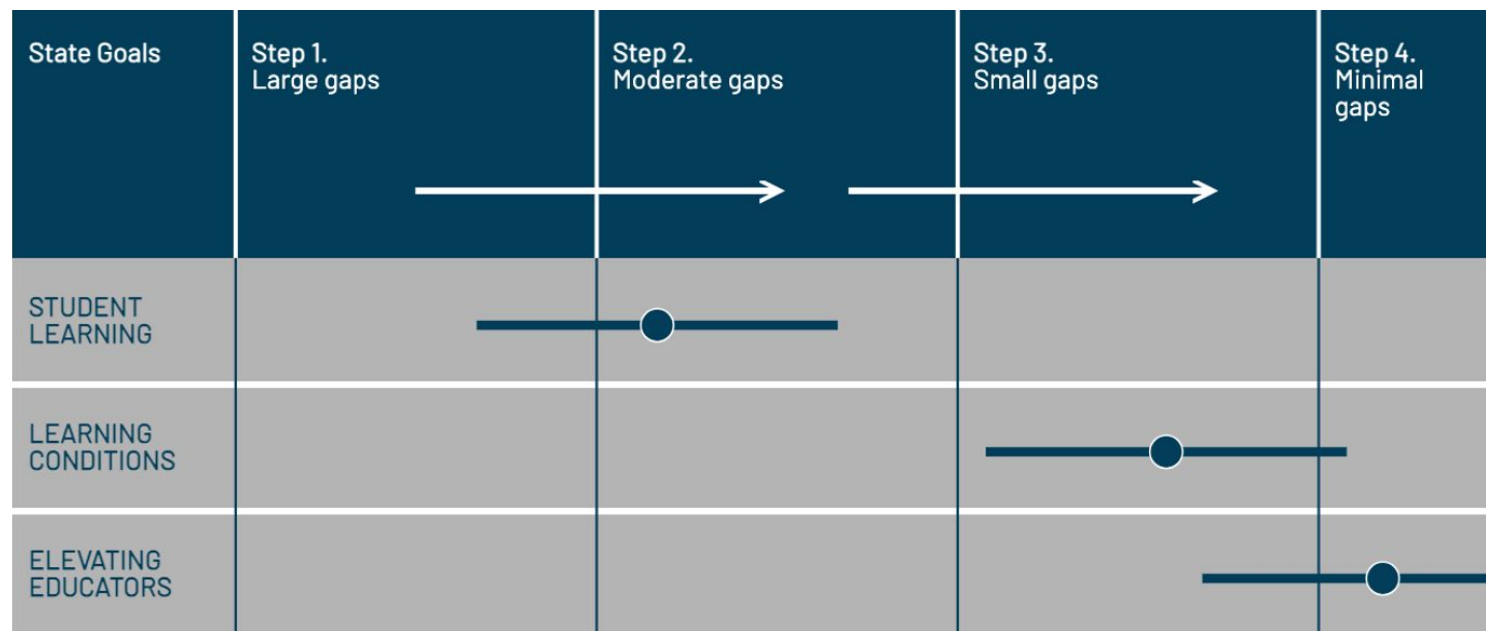 State Goals
Step 1.
Large gaps
Step 2.
Moderate gaps
Step 3.
Small gaps
Step 4.
Minimal
gaps
STUDENT
LEARNING
LEARNING
CONDITIONS
ELEVATING
EDUCATORS